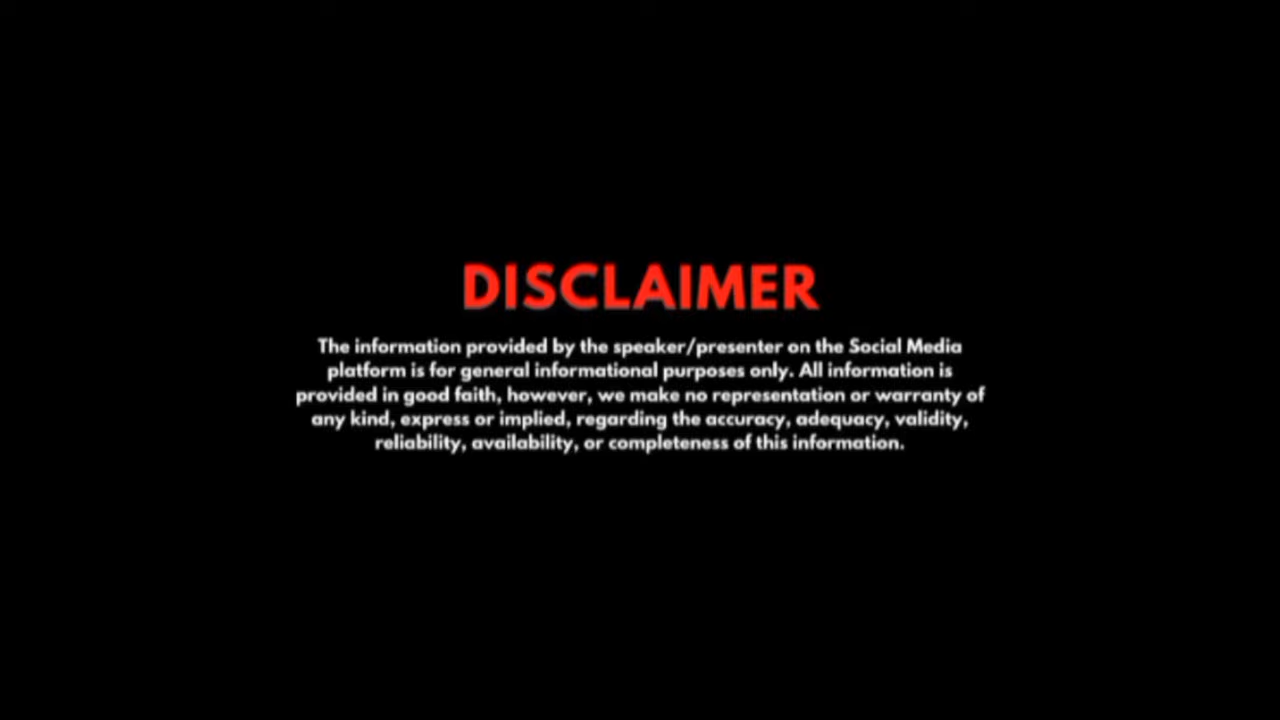 DISCLAIMER
The information provided by the speaker/presenter on the Social Media
platform is for general informational purposes only. All information is
provided in good faith, however, we make no representation or warranty of
any kind, express or implied, regarding the accuracy, adequacy, validity,
reliability, availability, or completeness of this information.